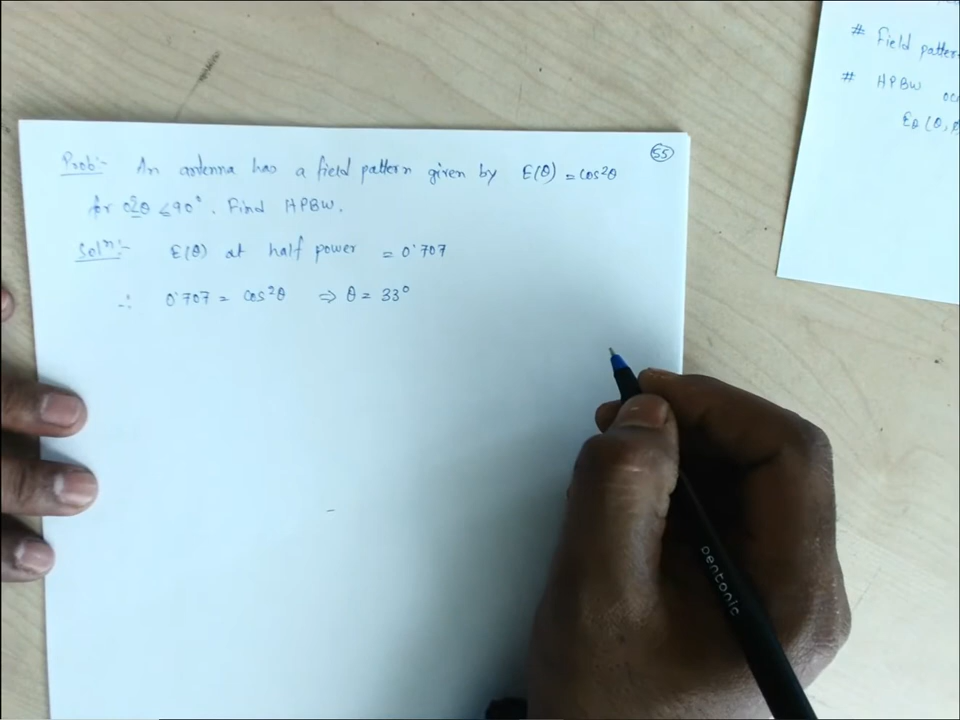 55
Prob:- An antenna has a field pattern given by E(θ) = cos²θ
for 0≤θ ≤90°. Find HPBW.
Solⁿ:- E(θ) at half power = 0.707
∴ 0.707 = cos²θ ⇒ θ = 33°
# Field pattern
# HPBW
Eθ(θ,
pentonic